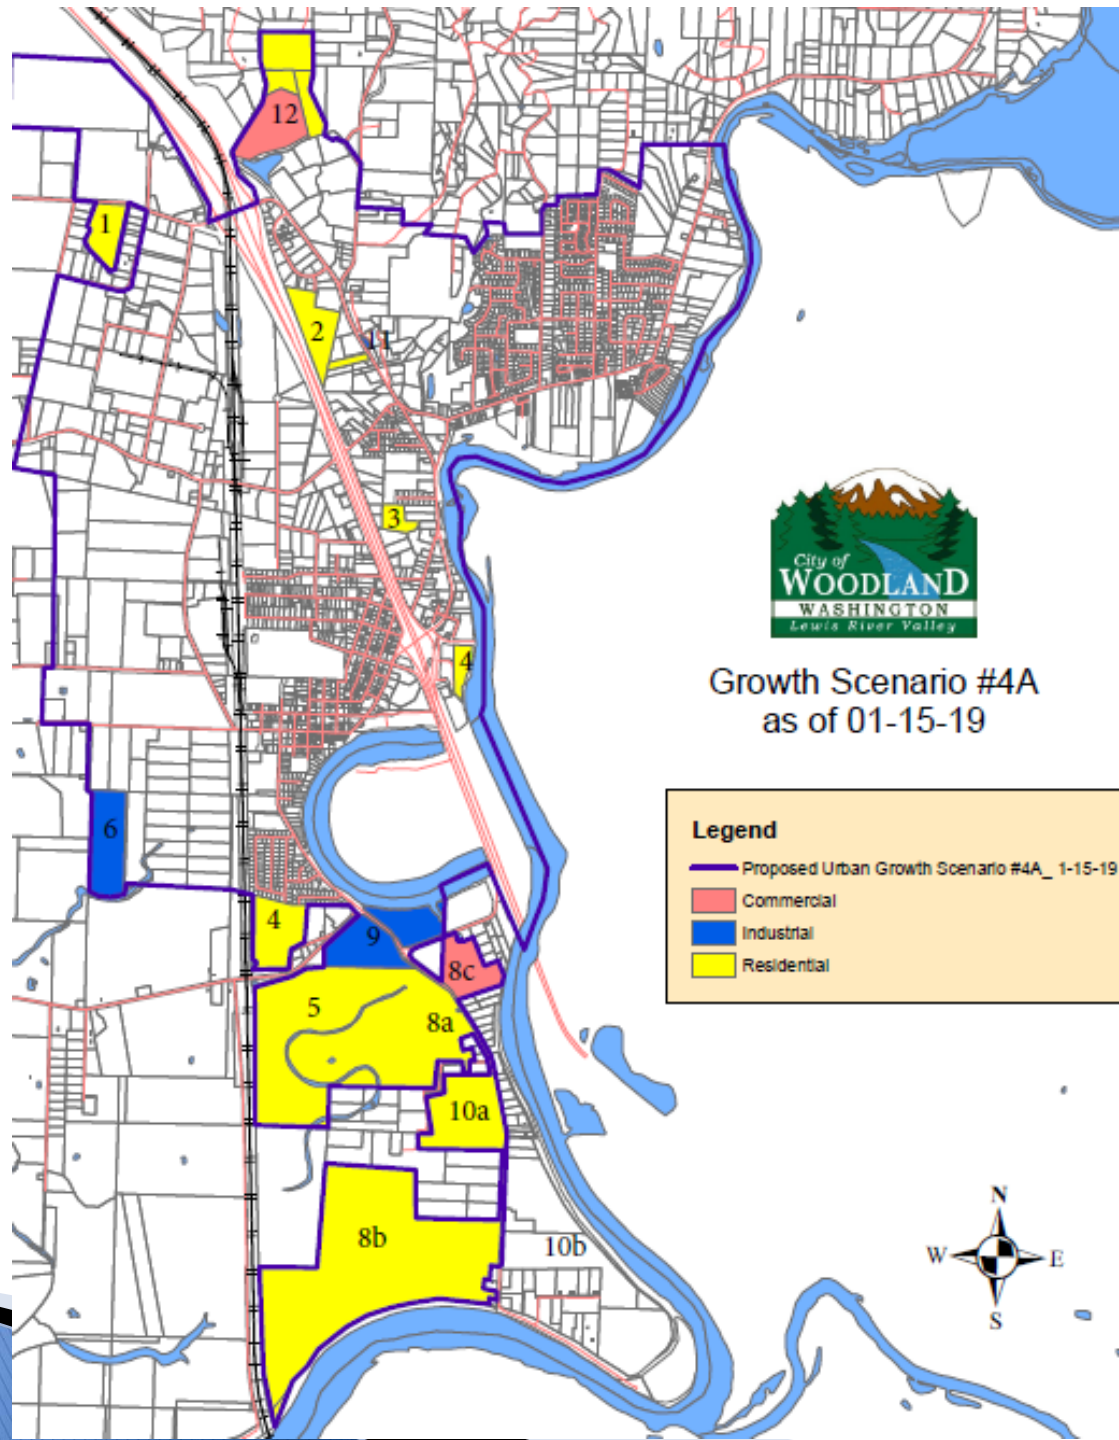 12
1
2
11
3
City of
WOODLAND
WASHINGTON
Lewis River Valley
4
Growth Scenario #4A
as of 01-15-19
6
Legend
Proposed Urban Growth Scenario #4A_ 1-15-19
Commercial
Industrial
Residential
4
9
8c
5
8a
10a
8b
10b
N
W
E
S